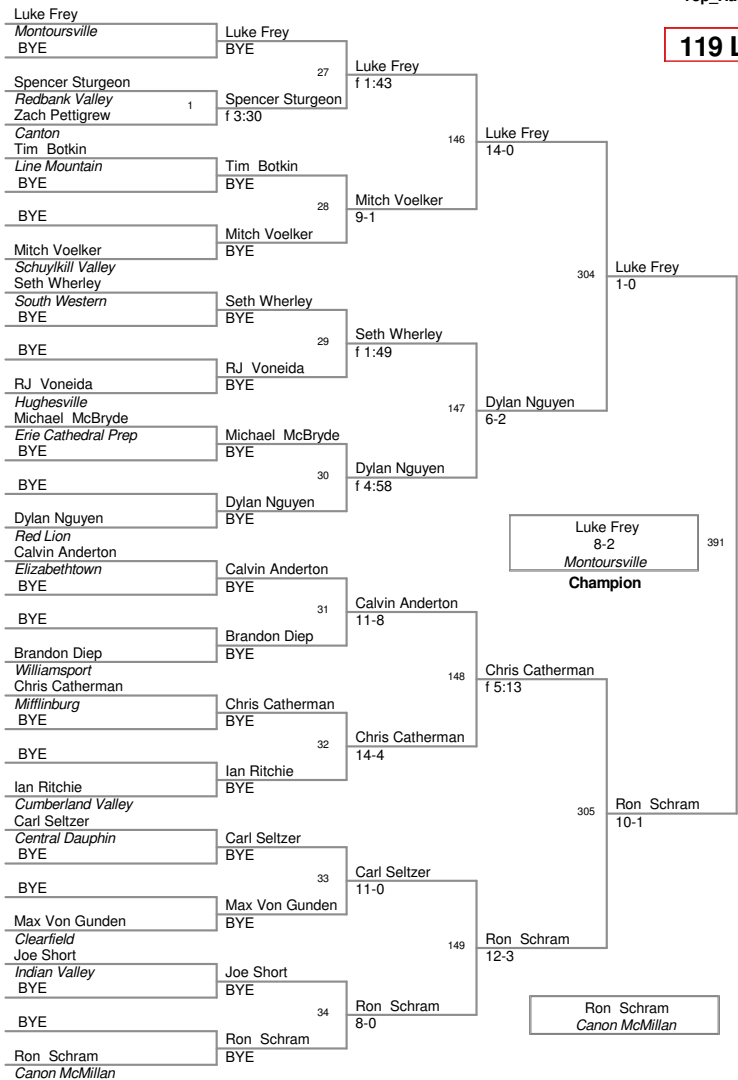 Luke Frey
Montoursville
BYE
Spencer Sturgeon
Redbank Valley
Zach Pettigrew
Canton
Tim Botkin
Line Mountain
BYE
BYE
Mitch Voelker
Schuylkill Valley
Seth Wherley
South Western
BYE
BYE
RJ Voneida
Hughesville
Michael McBryde
Erie Cathedral Prep
BYE
BYE
Dylan Nguyen
Red Lion
Calvin Anderton
Elizabethtown
BYE
BYE
Brandon Diep
Williamsport
Chris Catherman
Mifflinburg
BYE
BYE
Ian Ritchie
Cumberland Valley
Carl Seltzer
Central Dauphin
BYE
BYE
Max Von Gunden
Clearfield
Joe Short
Indian Valley
BYE
BYE
Ron Schram
Canon McMillan
1
Luke Frey
BYE
Spencer Sturgeon
f 3:30
Tim Botkin
BYE
Mitch Voelker
BYE
Seth Wherley
BYE
RJ Voneida
BYE
Michael McBryde
BYE
Dylan Nguyen
BYE
Calvin Anderton
BYE
Brandon Diep
BYE
Chris Catherman
BYE
Ian Ritchie
BYE
Carl Seltzer
BYE
Max Von Gunden
BYE
Joe Short
BYE
Ron Schram
BYE
27
28
29
30
31
32
33
34
Luke Frey
f 1:43
Mitch Voelker
9-1
Seth Wherley
f 1:49
Dylan Nguyen
f 4:58
Calvin Anderton
11-8
Chris Catherman
14-4
Carl Seltzer
11-0
Ron Schram
8-0
146
147
148
149
Luke Frey
14-0
Dylan Nguyen
6-2
Chris Catherman
f 5:13
Ron Schram
12-3
304
305
Luke Frey
1-0
Ron Schram
10-1
119 L
Luke Frey
8-2
Montoursville
Champion
391
Ron Schram
Canon McMillan